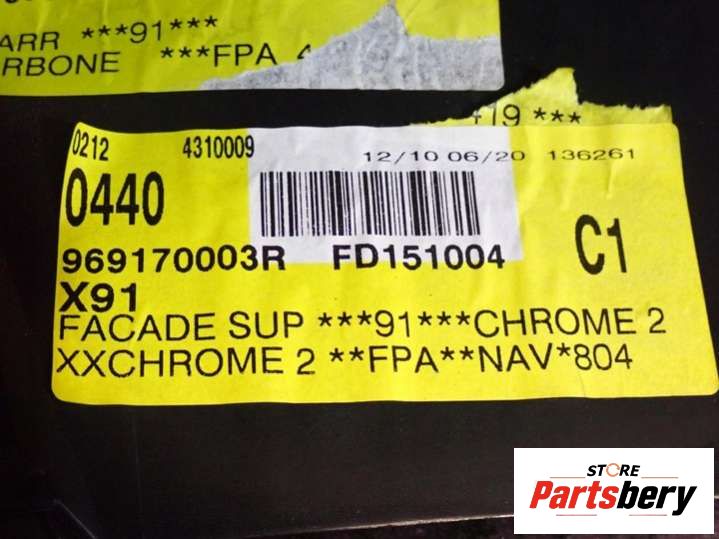 ARR ***91***
RBONE ***FPA
419 ***
0212 4310009 12/10 06/20 136261
0440
969170003R FD151004 C1
X91
FACADE SUP ***91***CHROME 2
XXCHROME 2 **FPA**NAV*804
STORE
Partsbery